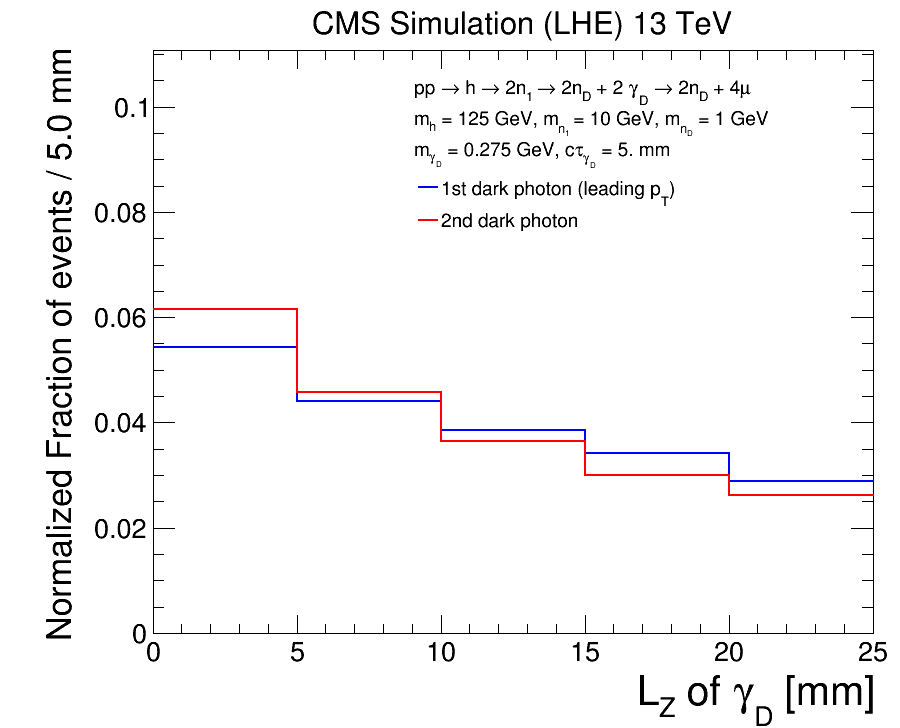 CMS Simulation (LHE) 13 TeV
pp → h → 2n1 → 2nD + 2 γD → 2nD + 4μ
mh = 125 GeV, mn1 = 10 GeV, mnD = 1 GeV
mγD = 0.275 GeV, cτγD = 5. mm
1st dark photon (leading pT)
2nd dark photon
Normalized Fraction of events / 5.0 mm
0.1
0.08
0.06
0.04
0.02
0
0 5 10 15 20 25
LZ of γD [mm]